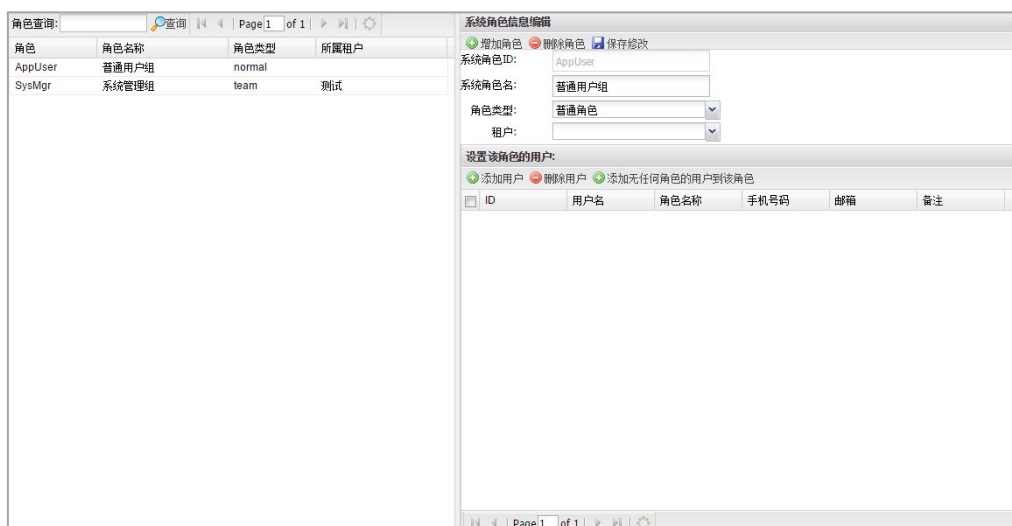 角色查询: 查询 Page 1 of 1
角色 角色名称 角色类型 所属租户
AppUser 普通用户组 normal
SysMgr 系统管理组 team 测试
系统角色信息编辑
增加角色 删除角色 保存修改
系统角色ID: AppUser
系统角色名: 普通用户组
角色类型: 普通角色
租户:
设置该角色的用户:
添加用户 删除用户 添加无任何角色的用户到该角色
ID 用户名 角色名称 手机号码 邮箱 备注
Page 1 of 1